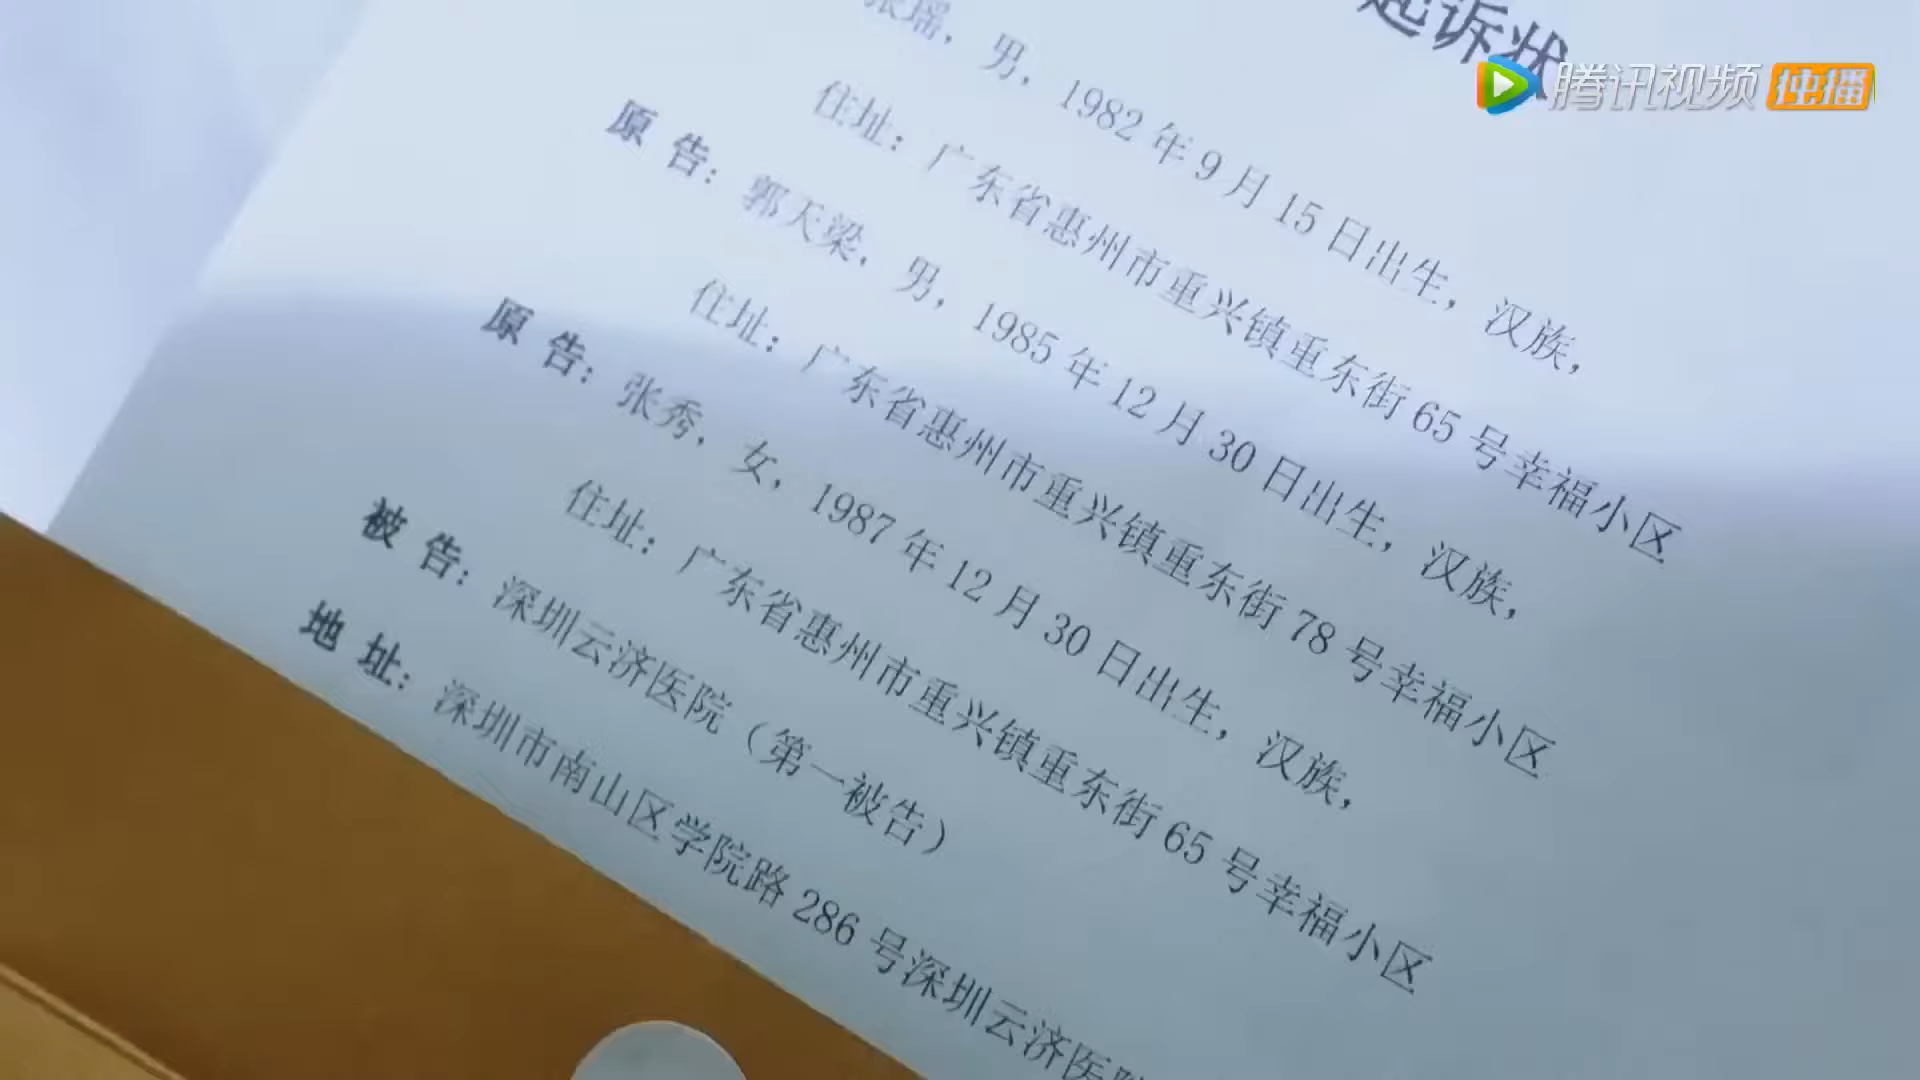 起诉状
腾讯视频 独播
张瑶，男，1982年9月15日出生，汉族，
住址：广东省惠州市重兴镇重东街65号幸福小区
原 告：郭天梁，男，1985年12月30日出生，汉族，
住址：广东省惠州市重兴镇重东街78号幸福小区
原 告：张秀，女，1987年12月30日出生，汉族，
住址：广东省惠州市重兴镇重东街65号幸福小区
被 告：深圳云济医院（第一被告）
地 址：深圳市南山区学院路286号深圳云济医院